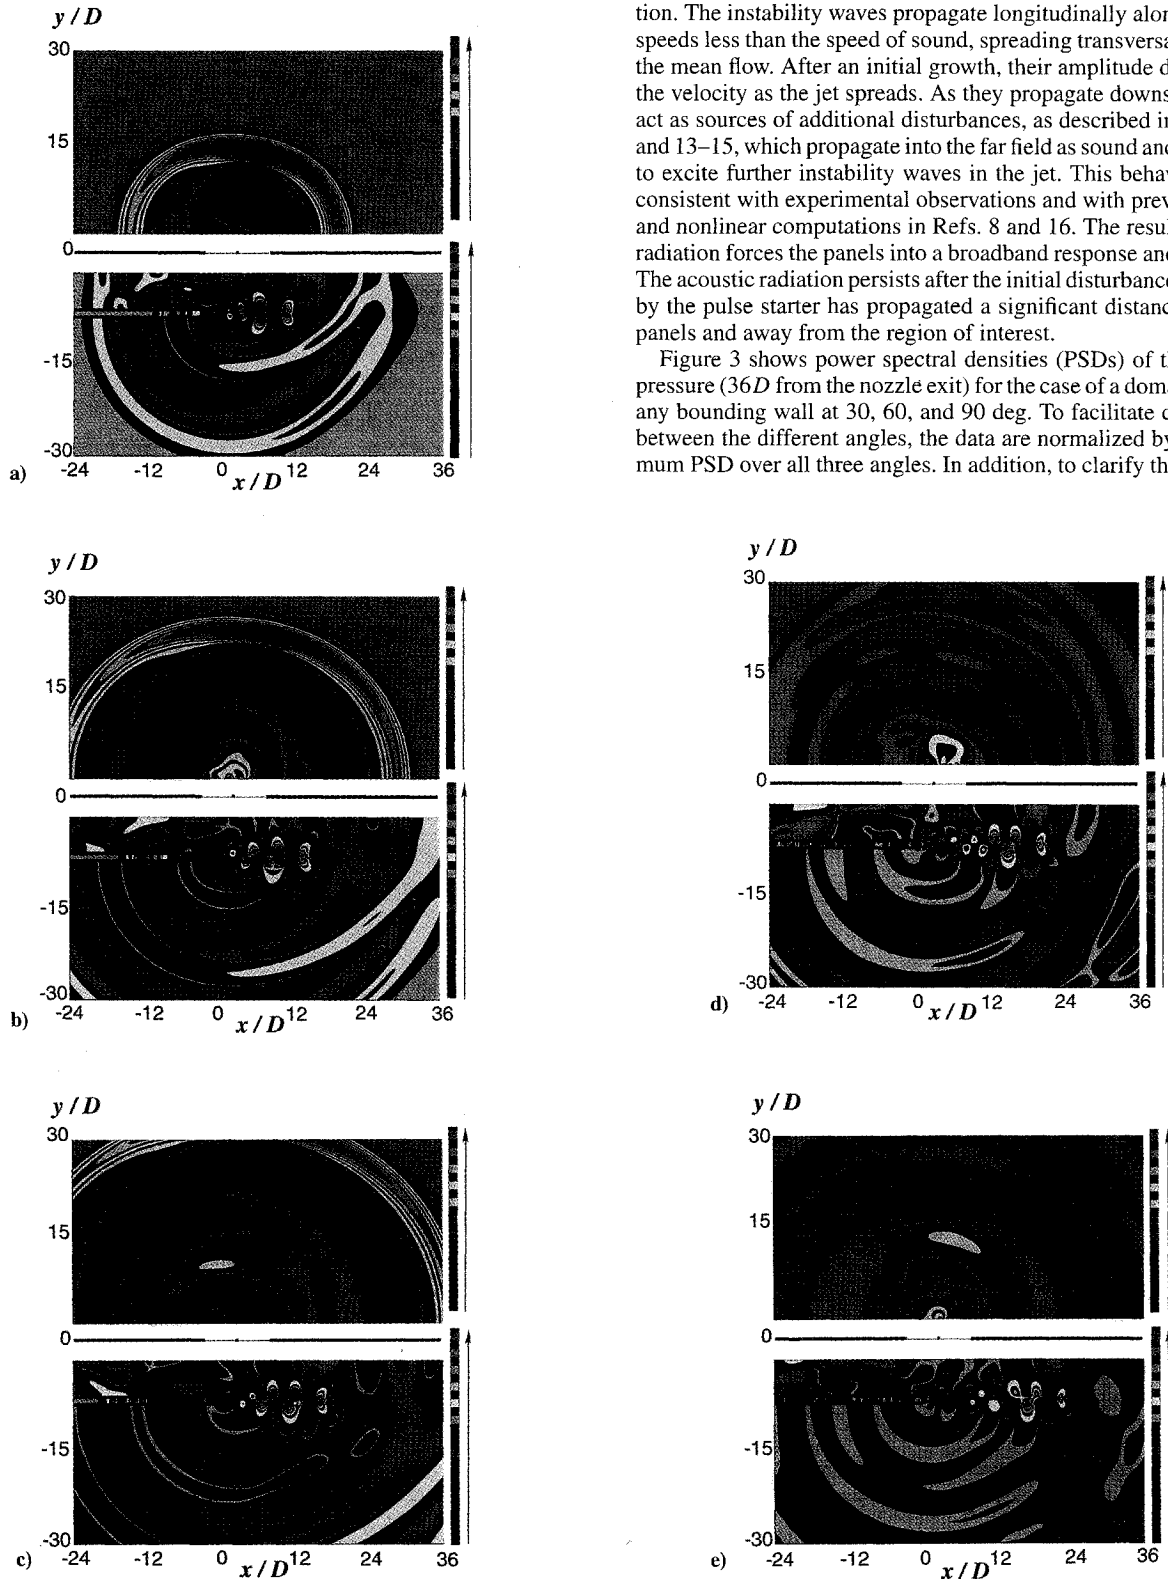 tion. The instability waves propagate longitudinally alon
speeds less than the speed of sound, spreading transversa
the mean flow. After an initial growth, their amplitude d
the velocity as the jet spreads. As they propagate downs
act as sources of additional disturbances, as described in
and 13–15, which propagate into the far field as sound and
to excite further instability waves in the jet. This behav
consistent with experimental observations and with prev
and nonlinear computations in Refs. 8 and 16. The resul
radiation forces the panels into a broadband response and
The acoustic radiation persists after the initial disturbance
by the pulse starter has propagated a significant distanc
panels and away from the region of interest.
Figure 3 shows power spectral densities (PSDs) of th
pressure (36D from the nozzle exit) for the case of a doma
any bounding wall at 30, 60, and 90 deg. To facilitate c
between the different angles, the data are normalized by
mum PSD over all three angles. In addition, to clarify th
y / D
30
15
0
-15
-30
-24 -12 0 12 24 36
x / D
a)
y / D
30
15
0
-15
-30
-24 -12 0 12 24 36
x / D
b)
y / D
30
15
0
-15
-30
-24 -12 0 12 24 36
x / D
c)
y / D
30
15
0
-15
-30
-24 -12 0 12 24 36
x / D
d)
y / D
30
15
0
-15
-30
-24 -12 0 12 24 36
x / D
e)